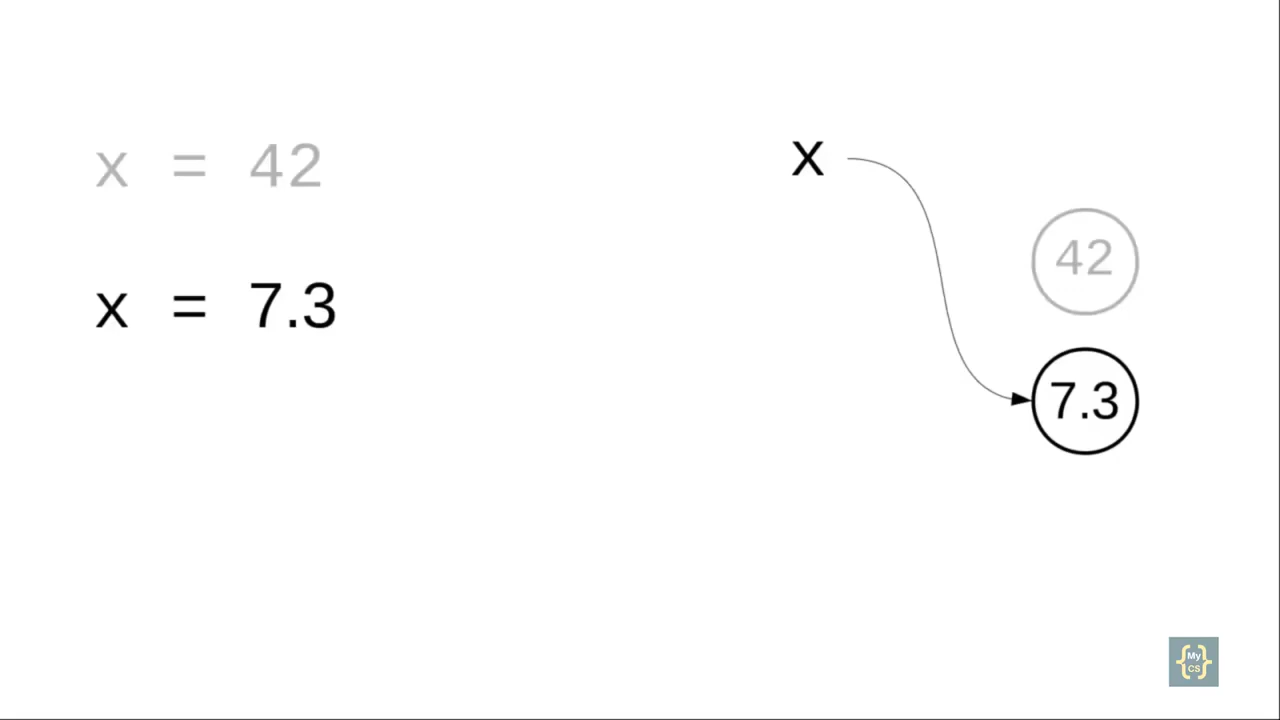 x = 42
x = 7.3
x
42
7.3
{My
CS}